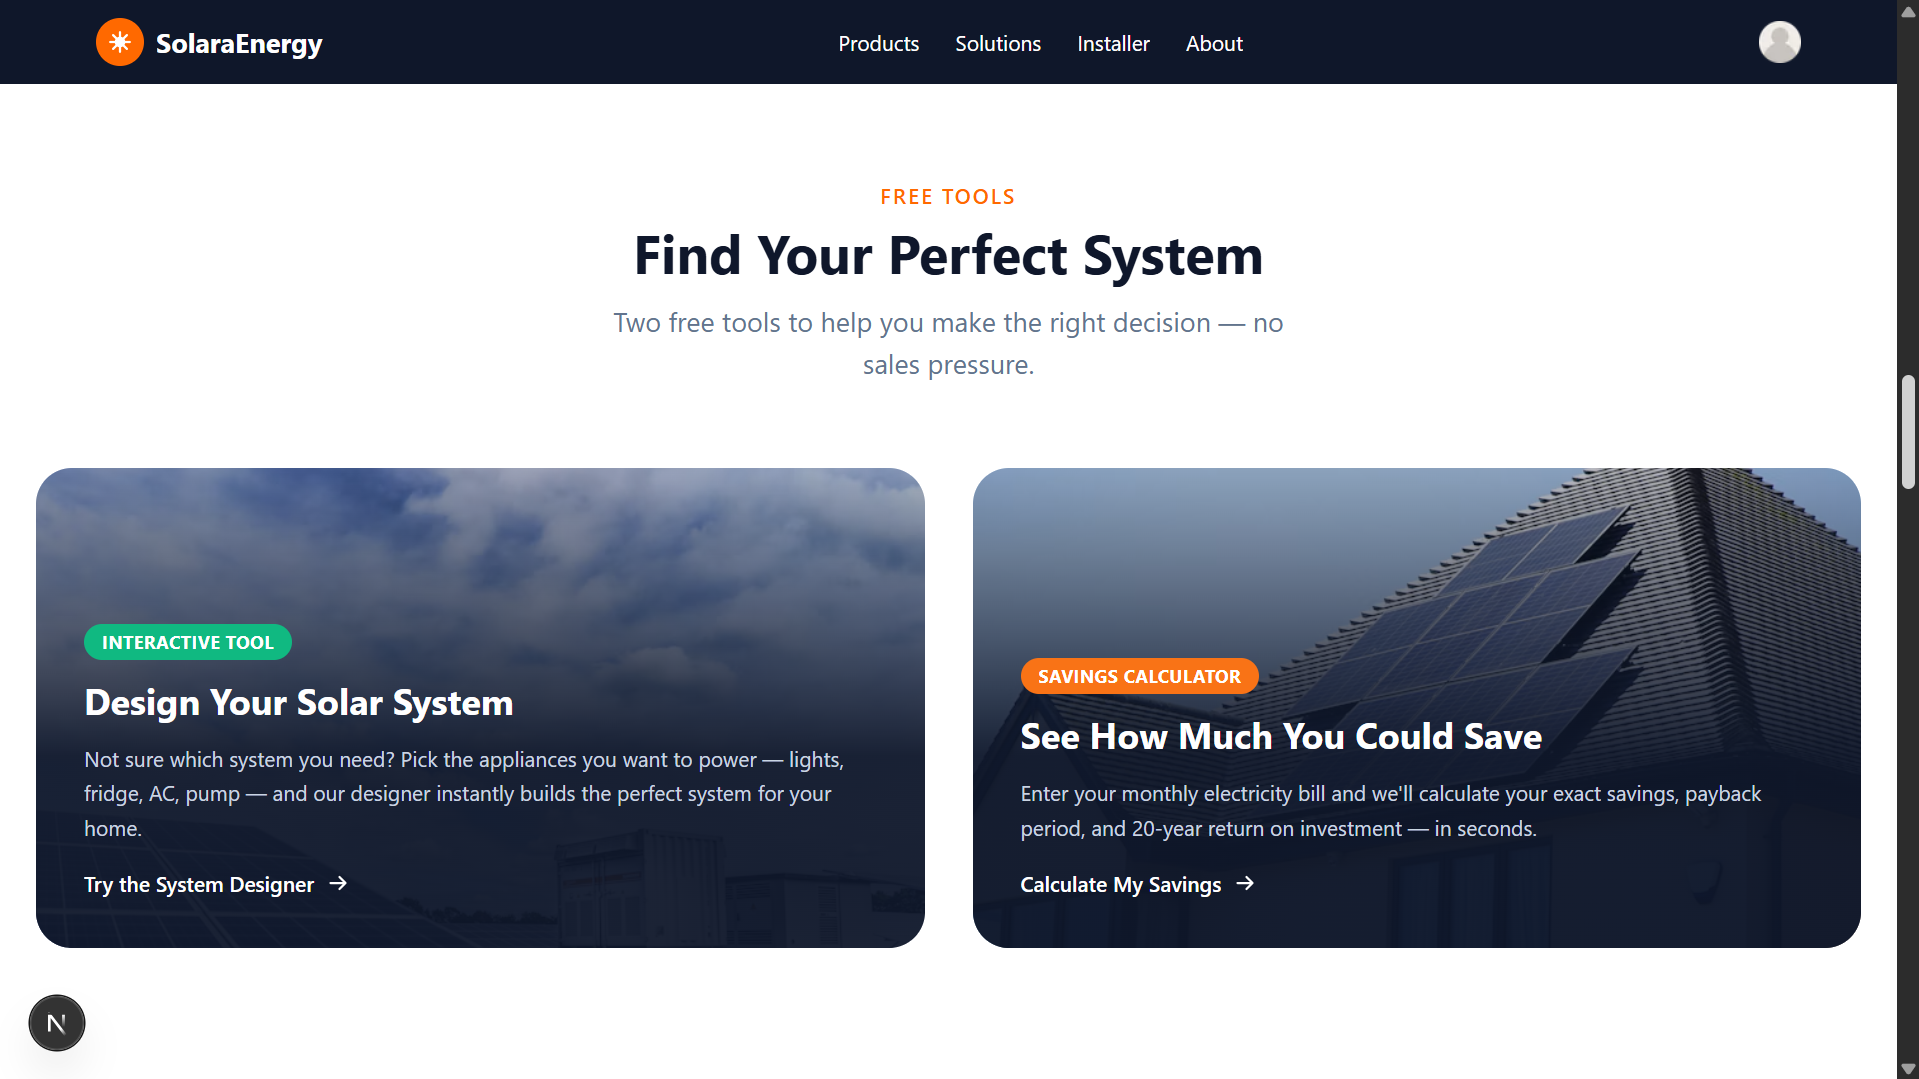 SolaraEnergy
Products
Solutions
Installer
About
FREE TOOLS
Find Your Perfect System
Two free tools to help you make the right decision — no
sales pressure.
INTERACTIVE TOOL
Design Your Solar System
Not sure which system you need? Pick the appliances you want to power — lights,
fridge, AC, pump — and our designer instantly builds the perfect system for your
home.
Try the System Designer →
SAVINGS CALCULATOR
See How Much You Could Save
Enter your monthly electricity bill and we'll calculate your exact savings, payback
period, and 20-year return on investment — in seconds.
Calculate My Savings →
N